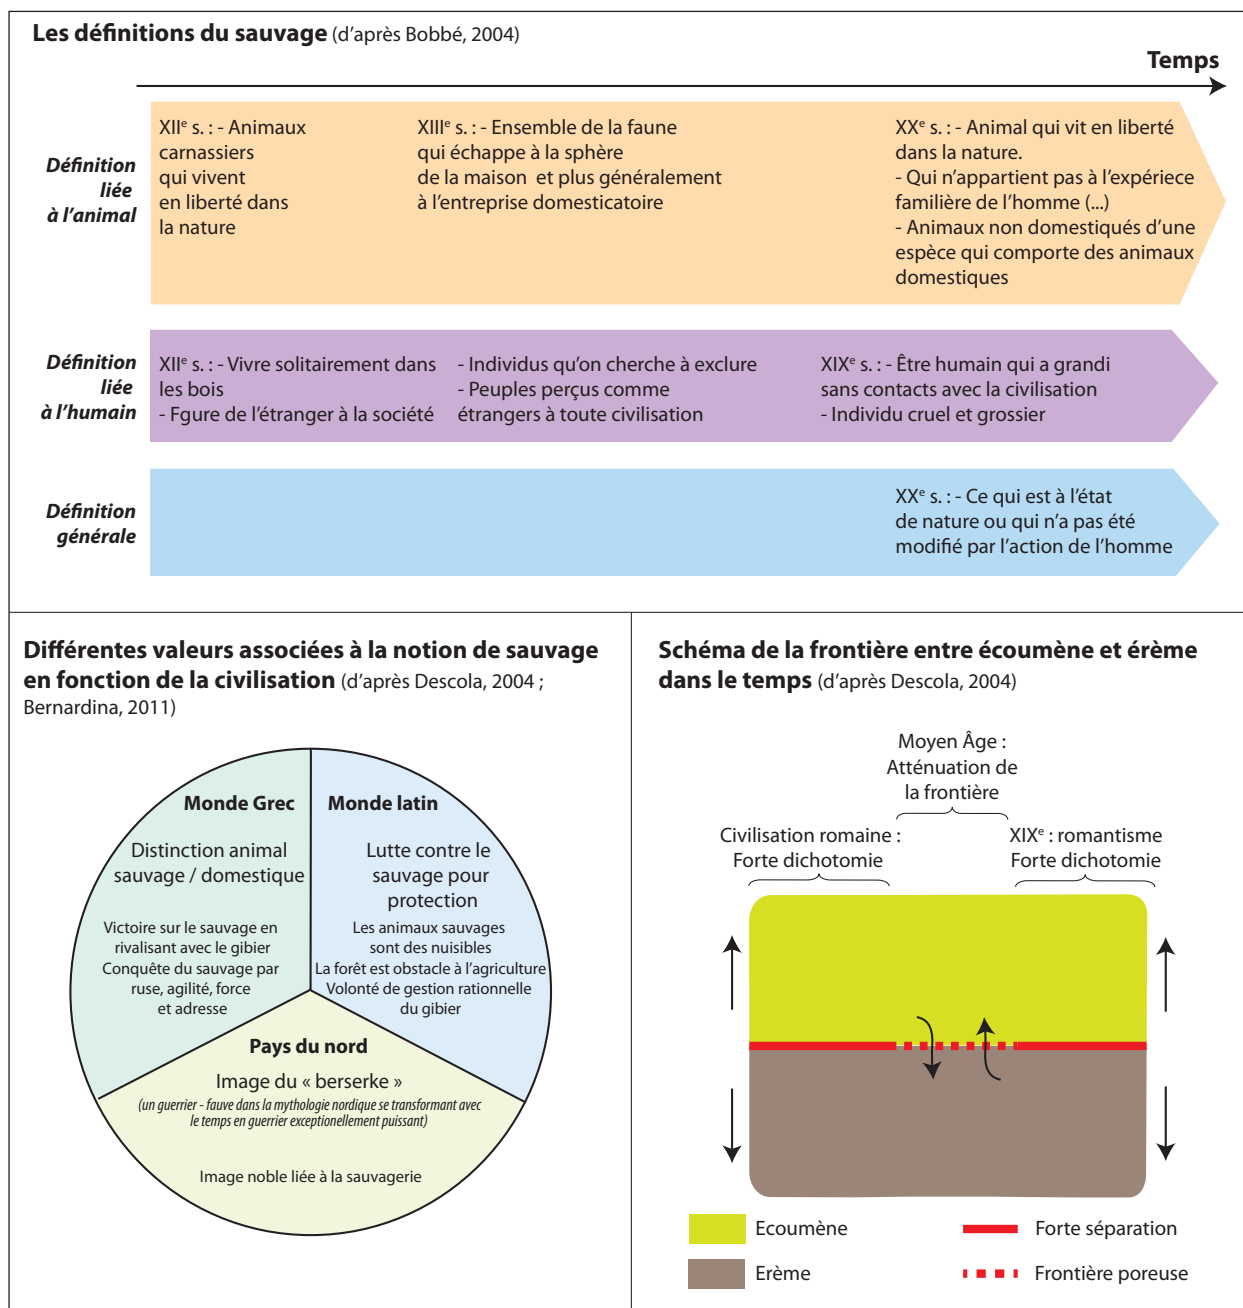 Les définitions du sauvage (d'après Bobbé, 2004)
Temps
Définition
liée
à l'animal
XIIe s. : - Animaux
carnassiers
qui vivent
en liberté dans
la nature
XIIIe s. : - Ensemble de la faune
qui échappe à la sphère
de la maison et plus généralement
à l'entreprise domesticatoire
XXe s. : - Animal qui vit en liberté
dans la nature.
- Qui n'appartient pas à l'expériece
familière de l'homme (...)
- Animaux non domestiqués d'une
espèce qui comporte des animaux
domestiques
Définition
liée
à l'humain
XIIe s. : - Vivre solitairement dans
les bois
- Fgure de l'étranger à la société
- Individus qu'on cherche à exclure
- Peuples perçus comme
étrangers à toute civilisation
XIXe s. : - Être humain qui a grandi
sans contacts avec la civilisation
- Individu cruel et grossier
Définition
générale
XXe s. : - Ce qui est à l'état
de nature ou qui n'a pas été
modifié par l'action de l'homme
Différentes valeurs associées à la notion de sauvage
en fonction de la civilisation (d'après Descola, 2004 ;
Bernardina, 2011)
Monde Grec
Distinction animal
sauvage / domestique
Victoire sur le sauvage en
rivalisant avec le gibier
Conquête du sauvage par
ruse, agilité, force
et adresse
Monde latin
Lutte contre le
sauvage pour
protection
Les animaux sauvages
sont des nuisibles
La forêt est obstacle à l'agriculture
Volonté de gestion rationnelle
du gibier
Pays du nord
Image du « berserke »
(un guerrier - fauve dans la mythologie nordique se transformant avec
le temps en guerrier exceptionellement puissant)
Image noble liée à la sauvagerie
Schéma de la frontière entre écoumène et érème
dans le temps (d'après Descola, 2004)
Moyen Âge :
Atténuation de
la frontière
Civilisation romaine :
Forte dichotomie
XIXe : romantisme
Forte dichotomie
Ecoumène
Forte séparation
Erème
Frontière poreuse